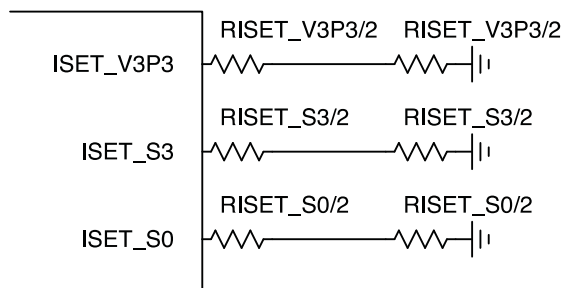 RISET_V3P3/2 RISET_V3P3/2
ISET_V3P3
RISET_S3/2 RISET_S3/2
ISET_S3
RISET_S0/2 RISET_S0/2
ISET_S0